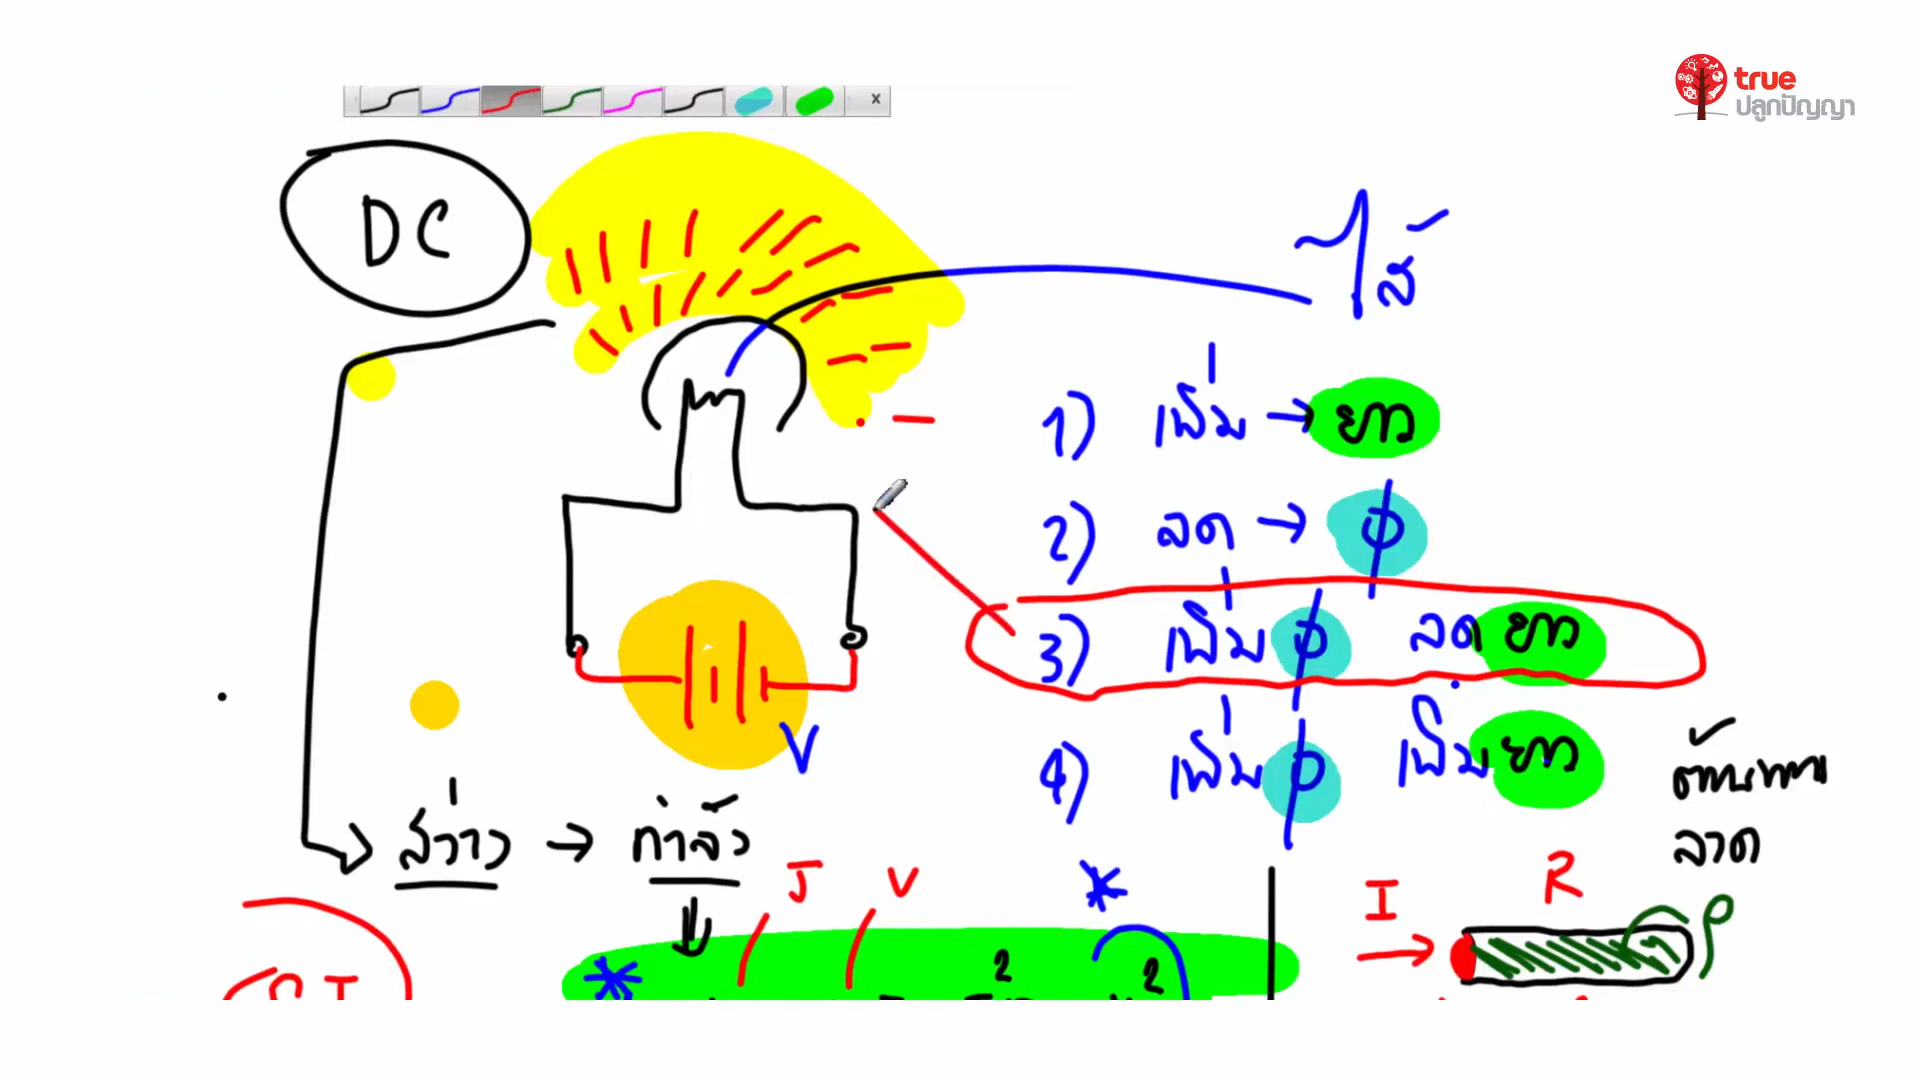 true
ปลูกปัญญา
x
DC
ไส้
1) เพิ่ม → ยาว
2) ลด → φ
3) เพิ่ม φ ลด ยาว
4) เพิ่ม φ เพิ่ม ยาว
V
สว่าง → กำลัง
J V
2 2
ต้านทาน
ลวด
I R ρ